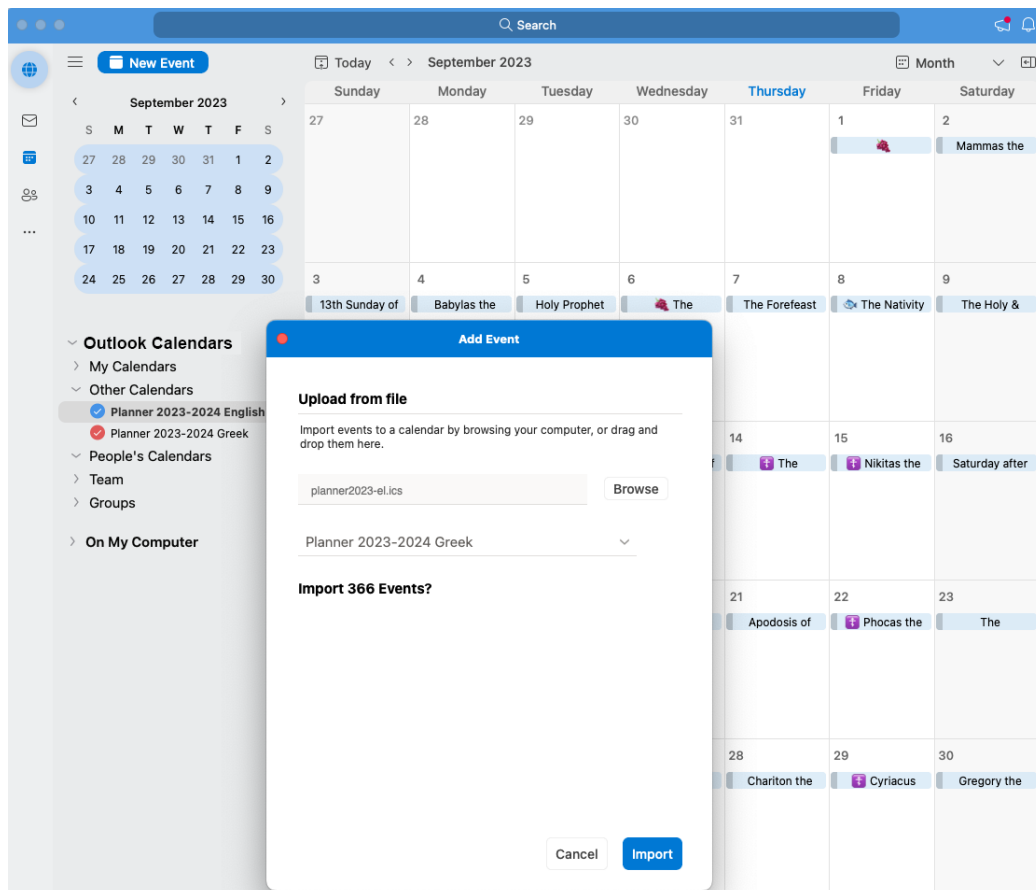 Search
New Event
Today
September 2023
Month
September 2023
S M T W T F S
27 28 29 30 31 1 2
3 4 5 6 7 8 9
10 11 12 13 14 15 16
17 18 19 20 21 22 23
24 25 26 27 28 29 30
Outlook Calendars
My Calendars
Other Calendars
Planner 2023-2024 English
Planner 2023-2024 Greek
People's Calendars
Team
Groups
On My Computer
Sunday Monday Tuesday Wednesday Thursday Friday Saturday
27 28 29 30 31 1 2
Mammas the
3 4 5 6 7 8 9
13th Sunday of Babylas the Holy Prophet The The Forefeast The Nativity The Holy &
14 15 16
The Nikitas the Saturday after
21 22 23
Apodosis of Phocas the The
28 29 30
Chariton the Cyriacus Gregory the
Add Event
Upload from file
Import events to a calendar by browsing your computer, or drag and
drop them here.
planner2023-el.ics
Browse
Planner 2023-2024 Greek
Import 366 Events?
Cancel
Import